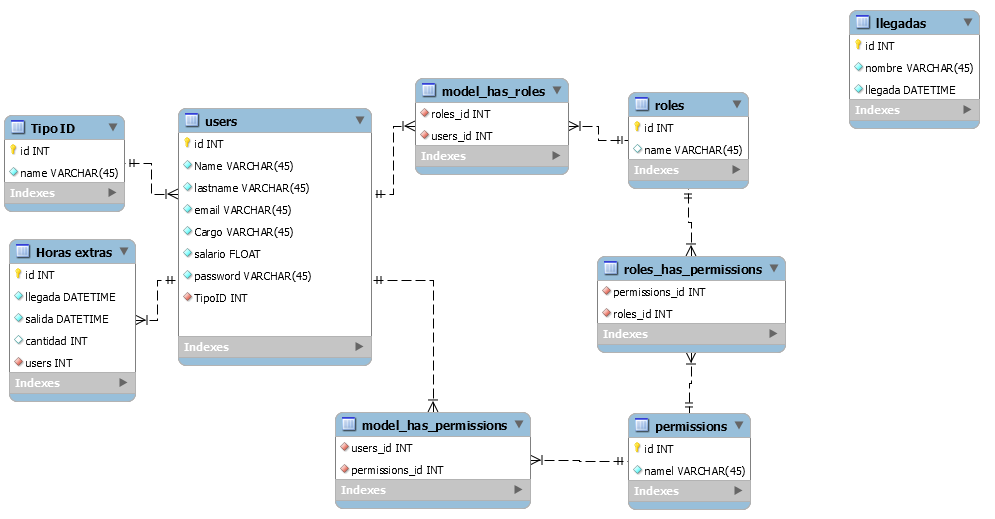 llegadas
id INT
nombre VARCHAR(45)
llegada DATETIME
Indexes
model_has_roles
roles_id INT
users_id INT
Indexes
roles
id INT
name VARCHAR(45)
Indexes
users
id INT
Name VARCHAR(45)
lastname VARCHAR(45)
email VARCHAR(45)
Cargo VARCHAR(45)
salario FLOAT
password VARCHAR(45)
TipoID INT
Indexes
Tipo ID
id INT
name VARCHAR(45)
Indexes
Horas extras
id INT
llegada DATETIME
salida DATETIME
cantidad INT
users INT
Indexes
roles_has_permissions
permissions_id INT
roles_id INT
Indexes
model_has_permissions
users_id INT
permissions_id INT
Indexes
permissions
id INT
namel VARCHAR(45)
Indexes